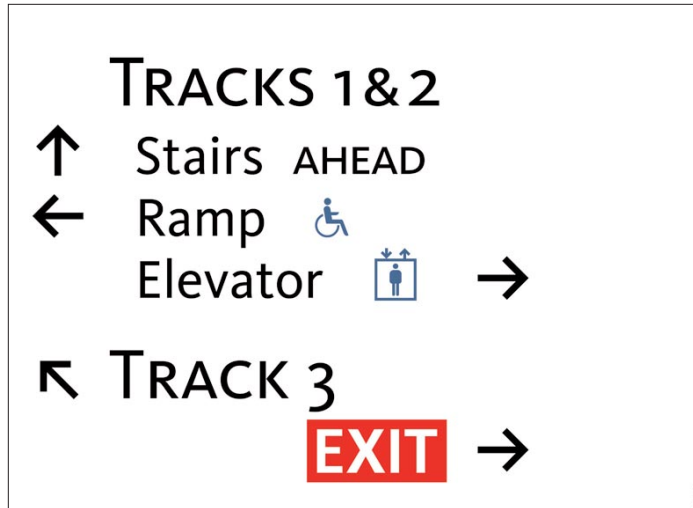 Tracks 1&2
↑ Stairs AHEAD
← Ramp
Elevator →
↖ Track 3
EXIT →